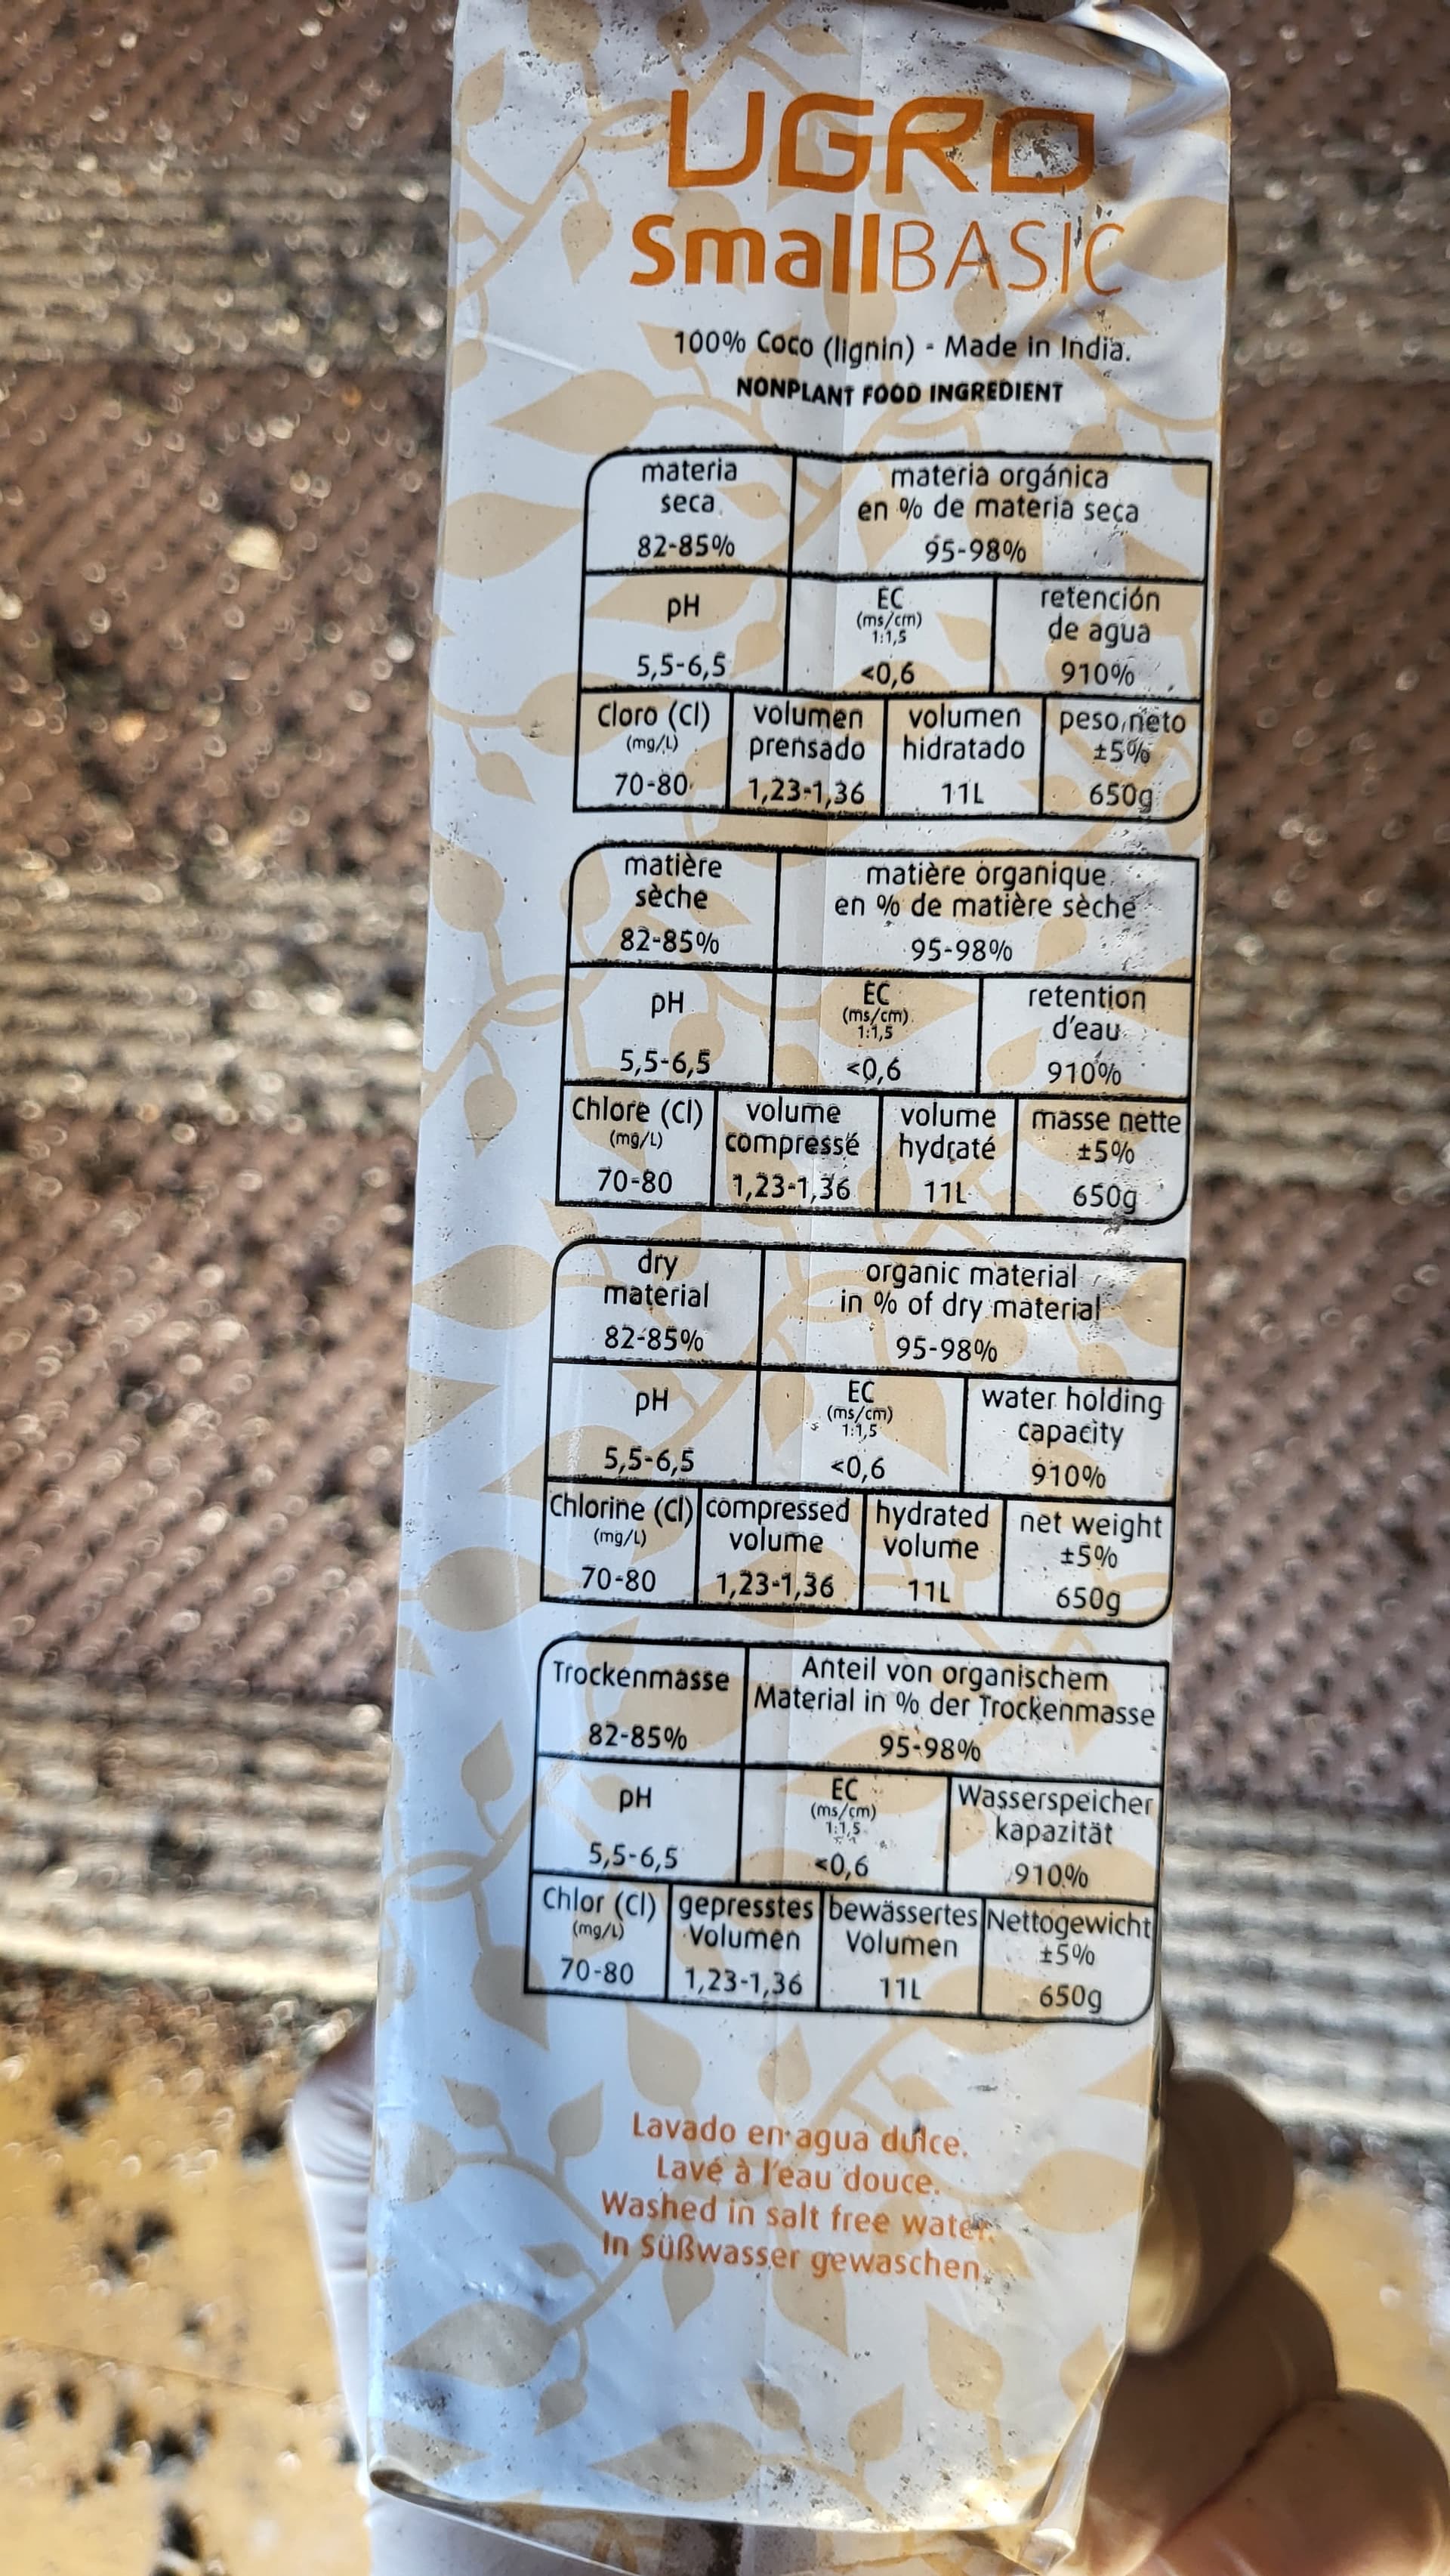 UGRO
SmallBASIC
100% Coco (lignin) - Made in India.
NONPLANT FOOD INGREDIENT
materia
seca
82-85%
materia orgánica
en % de materia seca
95-98%
pH
5,5-6,5
EC
(ms/cm)
1:1,5
<0,6
retención
de agua
910%
Cloro (Cl)
(mg/L)
70-80
volumen
prensado
1,23-1,36
volumen
hidratado
11L
peso neto
±5%
650g
matière
sèche
82-85%
matière organique
en % de matière sèche
95-98%
pH
5,5-6,5
EC
(ms/cm)
1:1,5
<0,6
retention
d'eau
910%
Chlore (Cl)
(mg/L)
70-80
volume
compressé
1,23-1,36
volume
hydraté
11L
masse nette
±5%
650g
dry
material
82-85%
organic material
in % of dry material
95-98%
pH
5,5-6,5
EC
(ms/cm)
1:1,5
<0,6
water holding
capacity
910%
Chlorine (Cl)
(mg/L)
70-80
compressed
volume
1,23-1,36
hydrated
volume
11L
net weight
±5%
650g
Trockenmasse
82-85%
Anteil von organischem
Material in % der Trockenmasse
95-98%
pH
5,5-6,5
EC
(ms/cm)
1:1,5
<0,6
Wasserspeicher
kapazität
910%
Chlor (Cl)
(mg/L)
70-80
gepresstes
Volumen
1,23-1,36
bewässertes
Volumen
11L
Nettogewicht
±5%
650g
Lavado en agua dulce.
Lavé à l'eau douce.
Washed in salt free water.
In Süßwasser gewaschen.